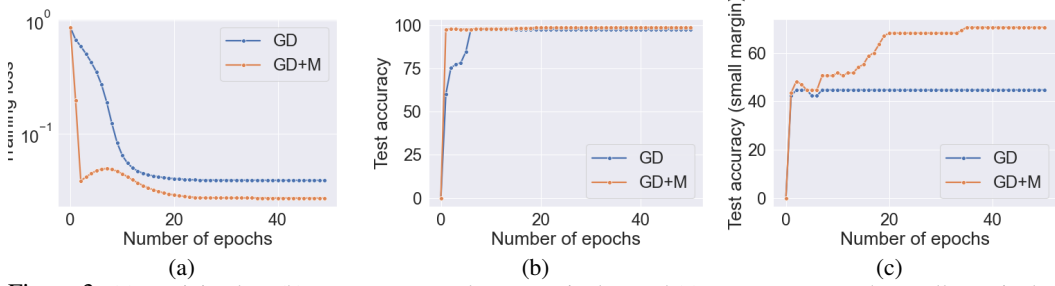 10⁰
10⁻¹
0 20 40
Number of epochs
GD
GD+M
(a)
Test accuracy
100
75
50
25
0
0 20 40
Number of epochs
GD
GD+M
(b)
Test accuracy (small margin)
60
40
20
0
0 20 40
Number of epochs
GD
GD+M
(c)